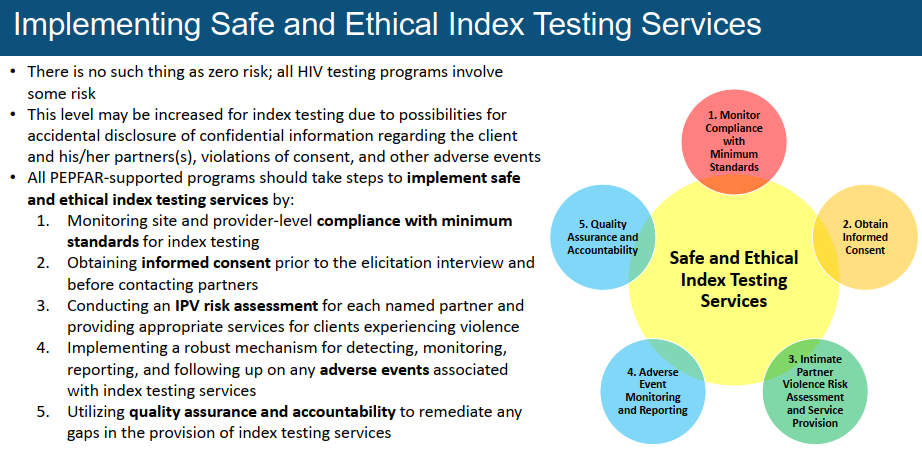 Implementing Safe and Ethical Index Testing Services
• There is no such thing as zero risk; all HIV testing programs involve
some risk
• This level may be increased for index testing due to possibilities for
accidental disclosure of confidential information regarding the client
and his/her partners(s), violations of consent, and other adverse events
• All PEPFAR-supported programs should take steps to implement safe
and ethical index testing services by:
1. Monitoring site and provider-level compliance with minimum
standards for index testing
2. Obtaining informed consent prior to the elicitation interview and
before contacting partners
3. Conducting an IPV risk assessment for each named partner and
providing appropriate services for clients experiencing violence
4. Implementing a robust mechanism for detecting, monitoring,
reporting, and following up on any adverse events associated
with index testing services
5. Utilizing quality assurance and accountability to remediate any
gaps in the provision of index testing services
1. Monitor
Compliance
with
Minimum
Standards
2. Obtain
Informed
Consent
3. Intimate
Partner
Violence Risk
Assessment
and Service
Provision
4. Adverse
Event
Monitoring
and Reporting
5. Quality
Assurance and
Accountability
Safe and Ethical
Index Testing
Services